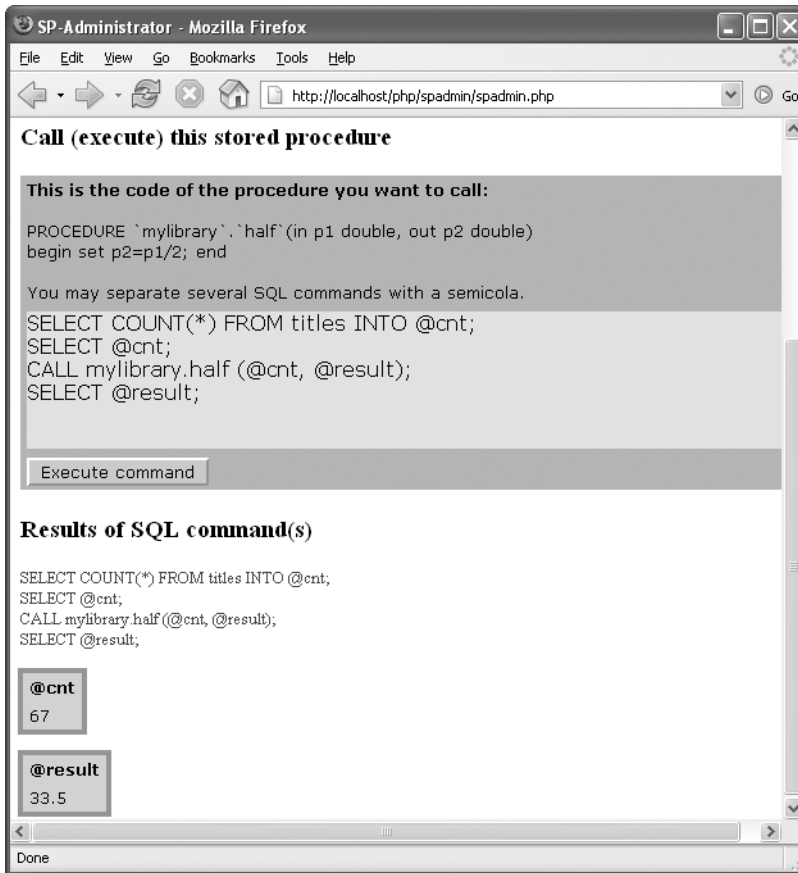 SP-Administrator - Mozilla Firefox
File Edit View Go Bookmarks Tools Help
http://localhost/php/spadmin/spadmin.php Go
Call (execute) this stored procedure
This is the code of the procedure you want to call:
PROCEDURE `mylibrary`.`half`(in p1 double, out p2 double)
begin set p2=p1/2; end
You may separate several SQL commands with a semicola.
SELECT COUNT(*) FROM titles INTO @cnt;
SELECT @cnt;
CALL mylibrary.half (@cnt, @result);
SELECT @result;
Execute command
Results of SQL command(s)
SELECT COUNT(*) FROM titles INTO @cnt;
SELECT @cnt;
CALL mylibrary.half (@cnt, @result);
SELECT @result;
@cnt
67
@result
33.5
Done